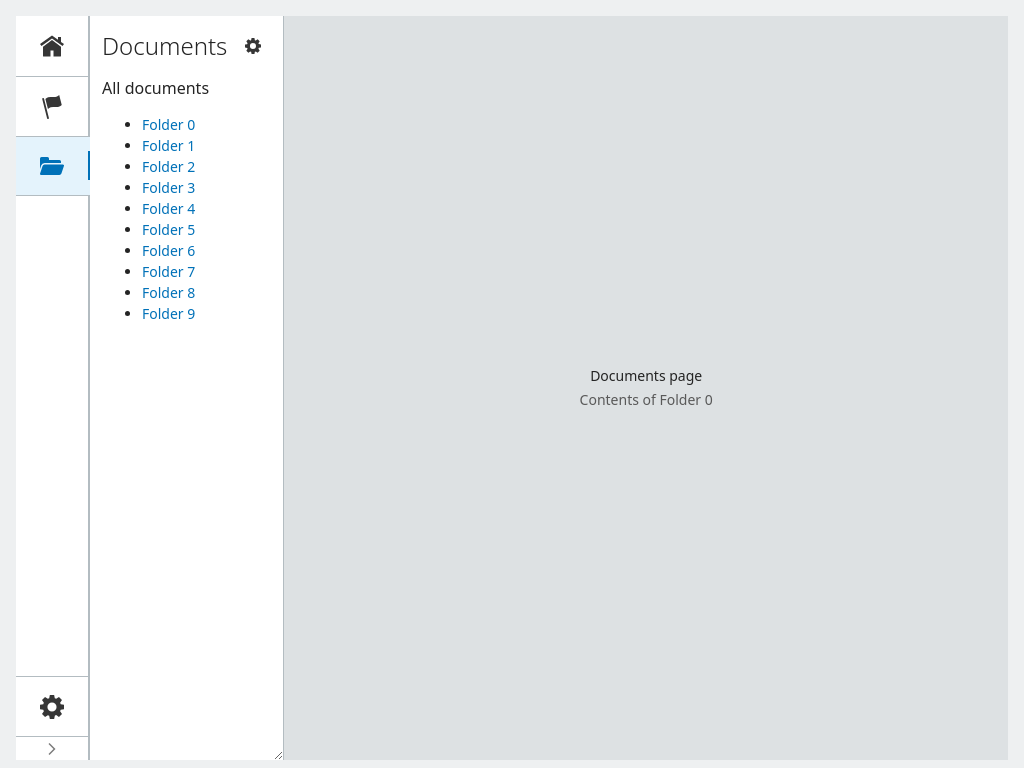 Documents
All documents
Folder 0
Folder 1
Folder 2
Folder 3
Folder 4
Folder 5
Folder 6
Folder 7
Folder 8
Folder 9
Documents page
Contents of Folder 0